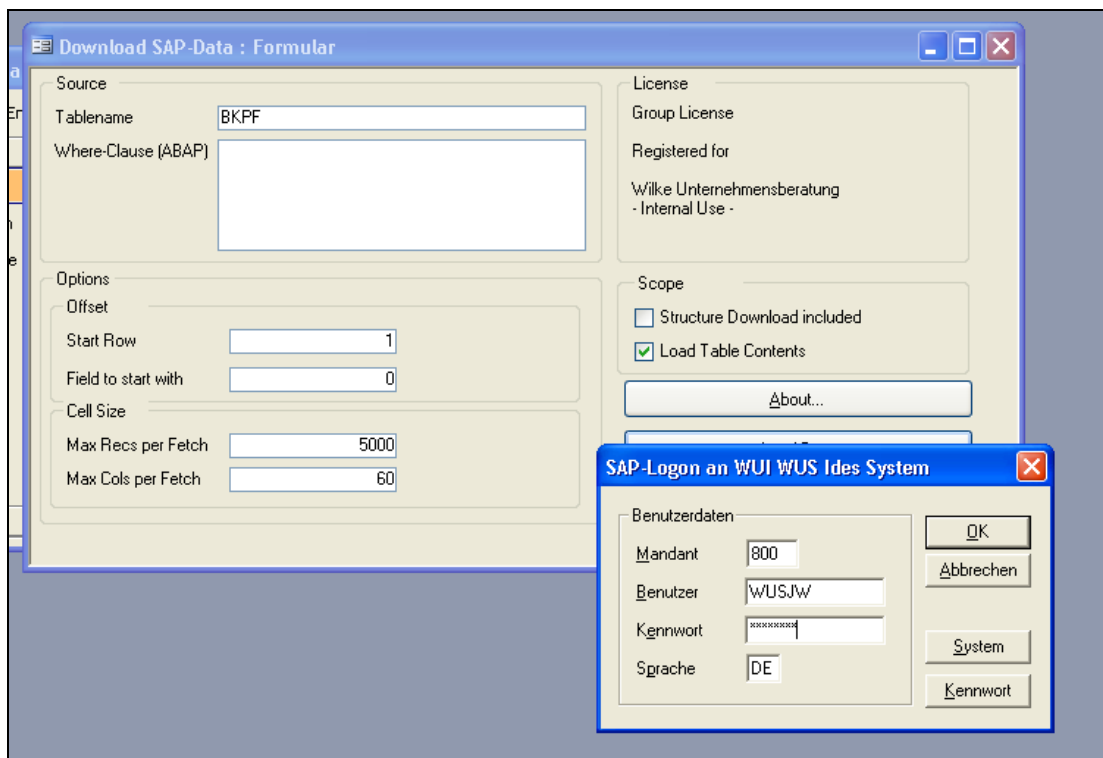 Download SAP-Data : Formular
Source
Tablename
BKPF
Where-Clause (ABAP)
License
Group License
Registered for
Wilke Unternehmensberatung
- Internal Use -
Options
Offset
Start Row
1
Field to start with
0
Cell Size
Max Recs per Fetch
5000
Max Cols per Fetch
60
Scope
Structure Download included
Load Table Contents
About...
SAP-Logon an WUI WUS Ides System
Benutzerdaten
Mandant
800
Benutzer
WUSJW
Kennwort
********
Sprache
DE
OK
Abbrechen
System
Kennwort